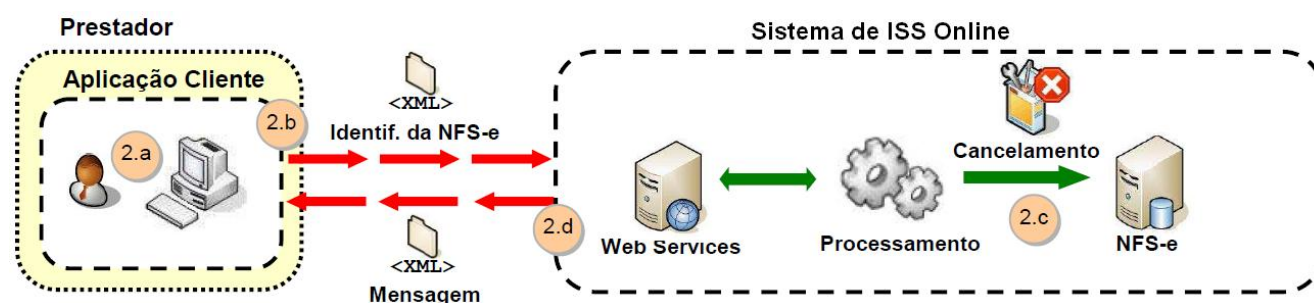 Prestador
Sistema de ISS Online
Aplicação Cliente
<XML>
2.b
Identif. da NFS-e
2.a
Cancelamento
2.c
2.d
Web Services
Processamento
NFS-e
<XML>
Mensagem